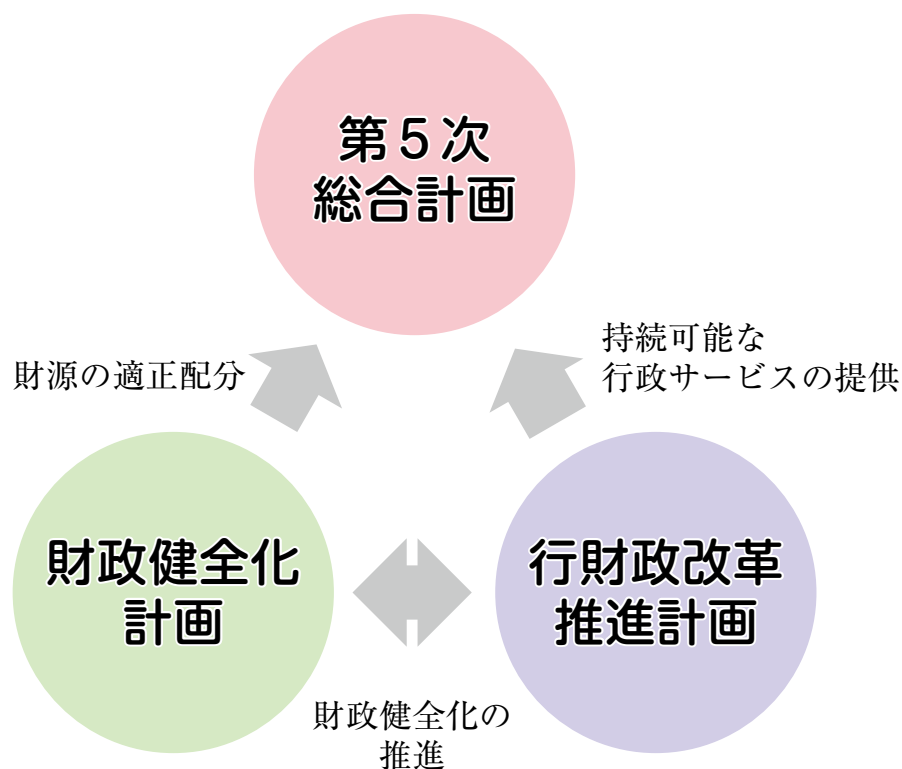 第５次
総合計画
財源の適正配分
持続可能な
行政サービスの提供
財政健全化
計画
行財政改革
推進計画
財政健全化の
推進